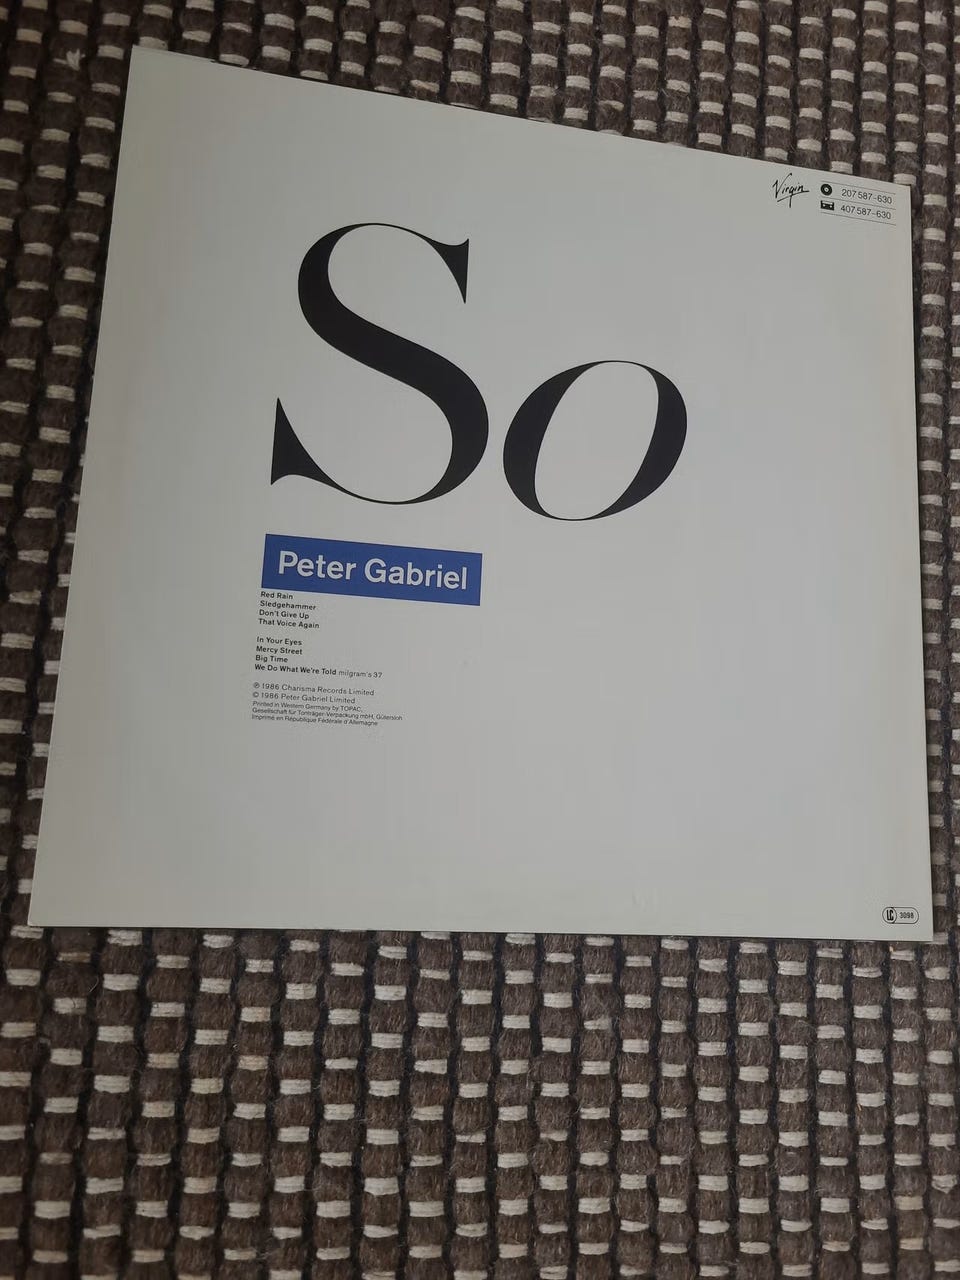 Virgin
207 587-630
407 587-630
So
Peter Gabriel
Red Rain
Sledgehammer
Don't Give Up
That Voice Again
In Your Eyes
Mercy Street
Big Time
We Do What We're Told milgram's 37
℗ 1986 Charisma Records Limited
© 1986 Peter Gabriel Limited
Printed in Western Germany by TOPAC,
Gesellschaft für Tonträger-Verpackung mbH, Gütersloh
Imprimé en République Fédérale d'Allemagne
LC 3098